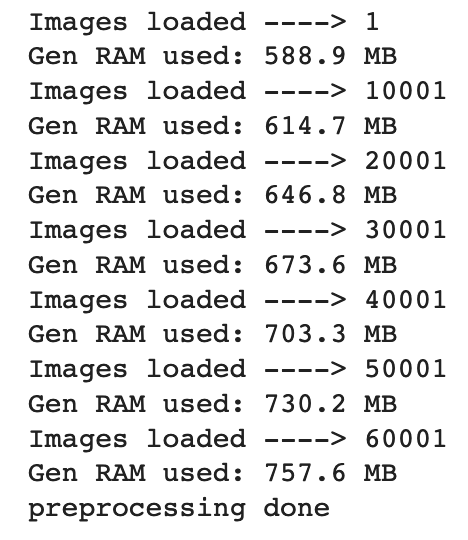 Images loaded ----> 1
Gen RAM used: 588.9 MB
Images loaded ----> 10001
Gen RAM used: 614.7 MB
Images loaded ----> 20001
Gen RAM used: 646.8 MB
Images loaded ----> 30001
Gen RAM used: 673.6 MB
Images loaded ----> 40001
Gen RAM used: 703.3 MB
Images loaded ----> 50001
Gen RAM used: 730.2 MB
Images loaded ----> 60001
Gen RAM used: 757.6 MB
preprocessing done